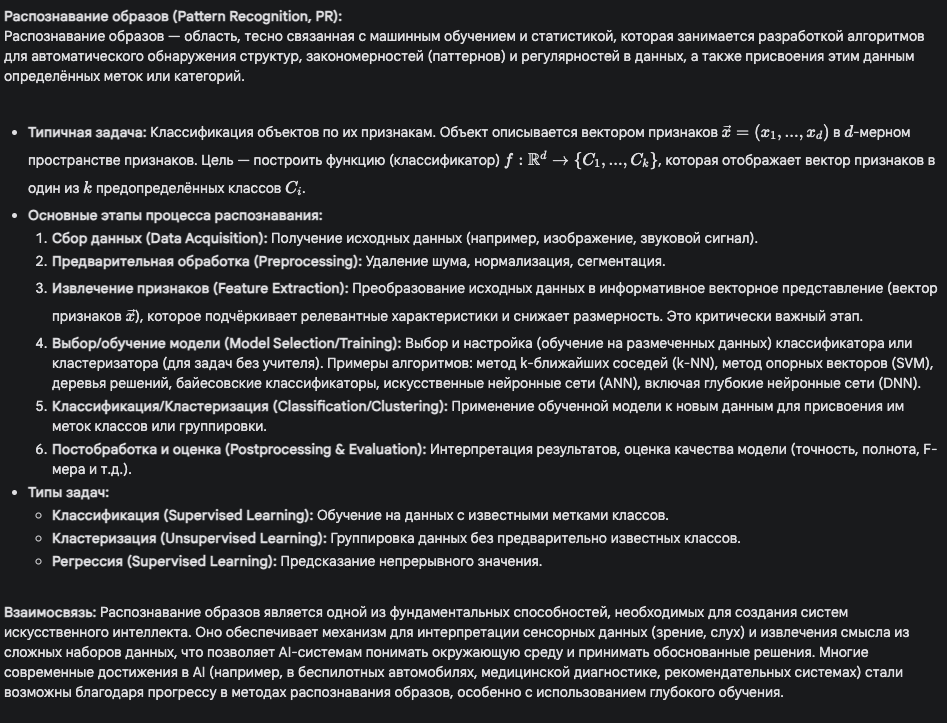 Распознавание образов (Pattern Recognition, PR):
Распознавание образов — область, тесно связанная с машинным обучением и статистикой, которая занимается разработкой алгоритмов
для автоматического обнаружения структур, закономерностей (паттернов) и регулярностей в данных, а также присвоения этим данным
определённых меток или категорий.
• Типичная задача: Классификация объектов по их признакам. Объект описывается вектором признаков x⃗ = (x₁, ..., x_d) в d-мерном
пространстве признаков. Цель — построить функцию (классификатор) f : ℝ^d → {C₁, ..., C_k}, которая отображает вектор признаков в
один из k предопределённых классов C_i.
• Основные этапы процесса распознавания:
1. Сбор данных (Data Acquisition): Получение исходных данных (например, изображение, звуковой сигнал).
2. Предварительная обработка (Preprocessing): Удаление шума, нормализация, сегментация.
3. Извлечение признаков (Feature Extraction): Преобразование исходных данных в информативное векторное представление (вектор
признаков x⃗), которое подчёркивает релевантные характеристики и снижает размерность. Это критически важный этап.
4. Выбор/обучение модели (Model Selection/Training): Выбор и настройка (обучение на размеченных данных) классификатора или
кластеризатора (для задач без учителя). Примеры алгоритмов: метод k-ближайших соседей (k-NN), метод опорных векторов (SVM),
деревья решений, байесовские классификаторы, искусственные нейронные сети (ANN), включая глубокие нейронные сети (DNN).
5. Классификация/Кластеризация (Classification/Clustering): Применение обученной модели к новым данным для присвоения им
меток классов или группировки.
6. Постобработка и оценка (Postprocessing & Evaluation): Интерпретация результатов, оценка качества модели (точность, полнота, F-
мера и т.д.).
• Типы задач:
◦ Классификация (Supervised Learning): Обучение на данных с известными метками классов.
◦ Кластеризация (Unsupervised Learning): Группировка данных без предварительно известных классов.
◦ Регрессия (Supervised Learning): Предсказание непрерывного значения.
Взаимосвязь: Распознавание образов является одной из фундаментальных способностей, необходимых для создания систем
искусственного интеллекта. Оно обеспечивает механизм для интерпретации сенсорных данных (зрение, слух) и извлечения смысла из
сложных наборов данных, что позволяет AI-системам понимать окружающую среду и принимать обоснованные решения. Многие
современные достижения в AI (например, в беспилотных автомобилях, медицинской диагностике, рекомендательных системах) стали
возможны благодаря прогрессу в методах распознавания образов, особенно с использованием глубокого обучения.